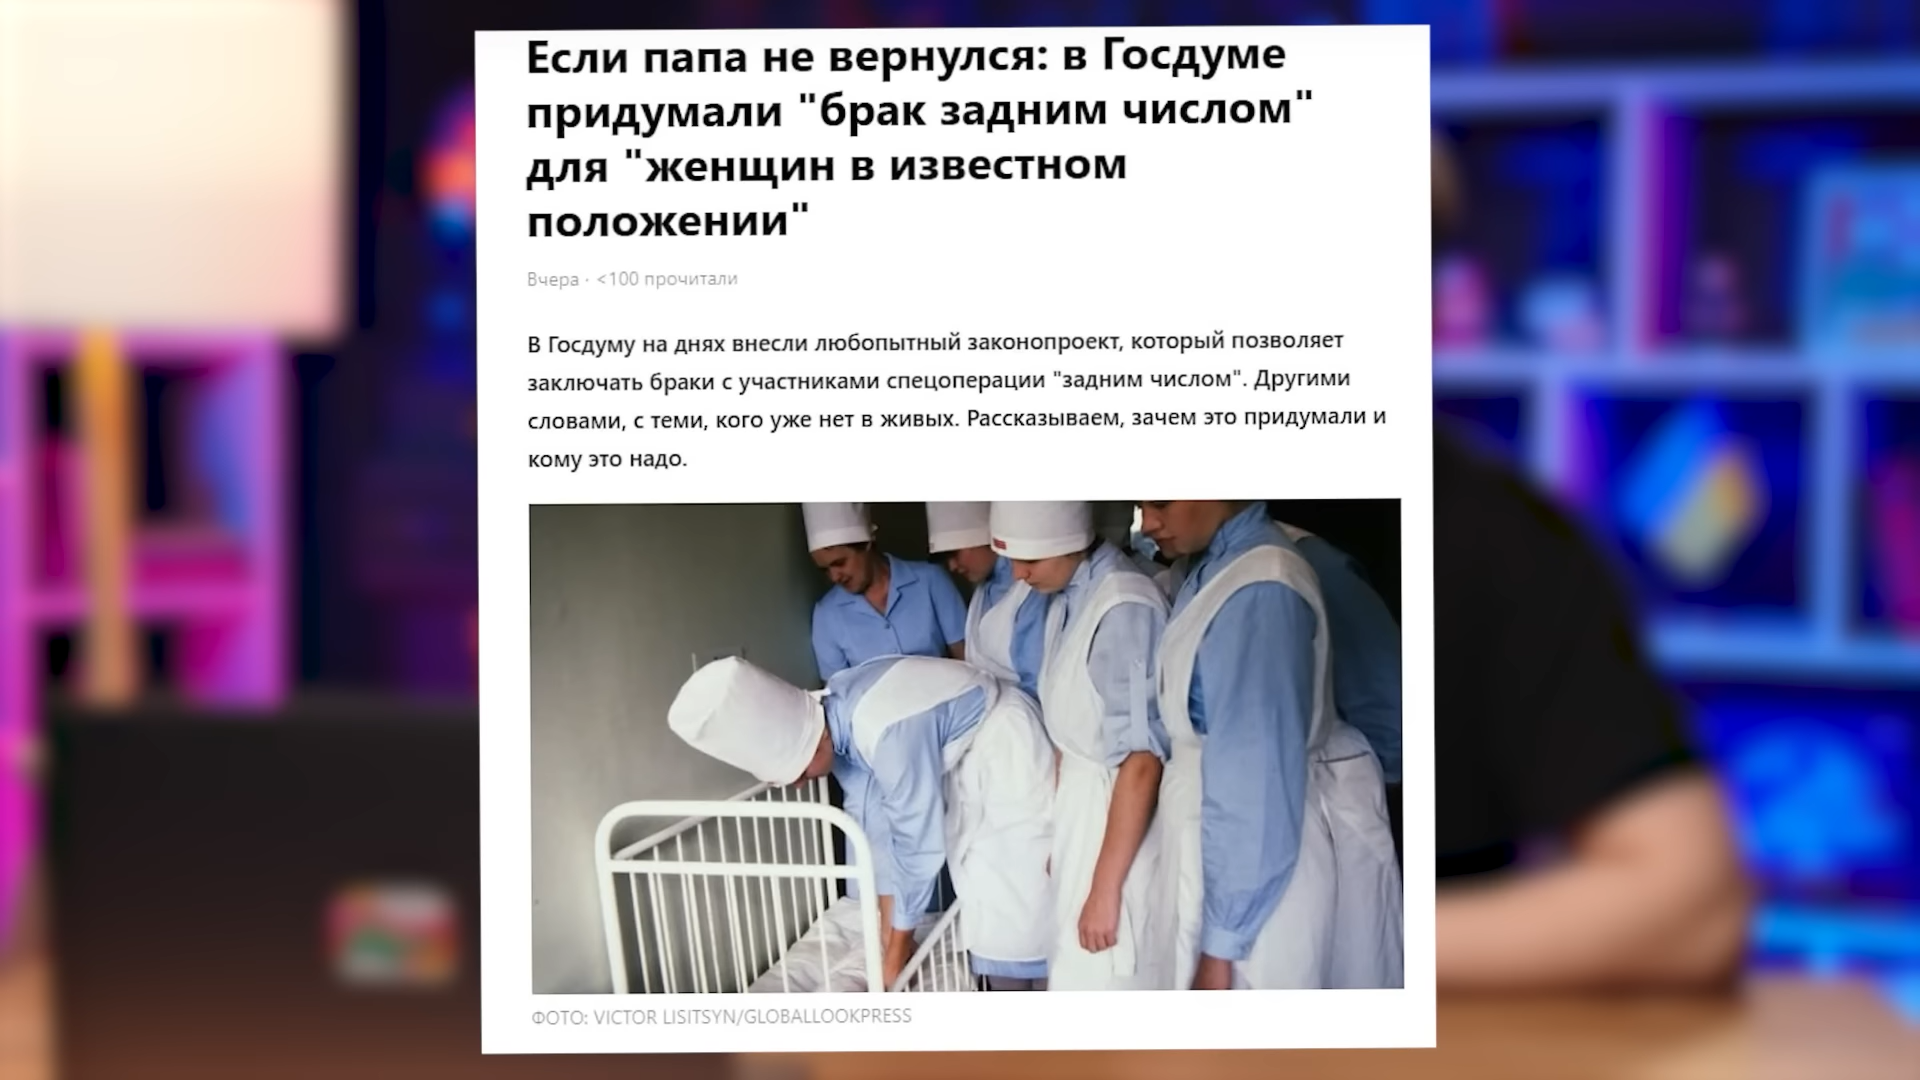 Если папа не вернулся: в Госдуме
придумали "брак задним числом"
для "женщин в известном
положении"
Вчера · <100 прочитали
В Госдуму на днях внесли любопытный законопроект, который позволяет
заключать браки с участниками спецоперации "задним числом". Другими
словами, с теми, кого уже нет в живых. Рассказываем, зачем это придумали и
кому это надо.
ФОТО: VICTOR LISITSYN/GLOBALLOOKPRESS